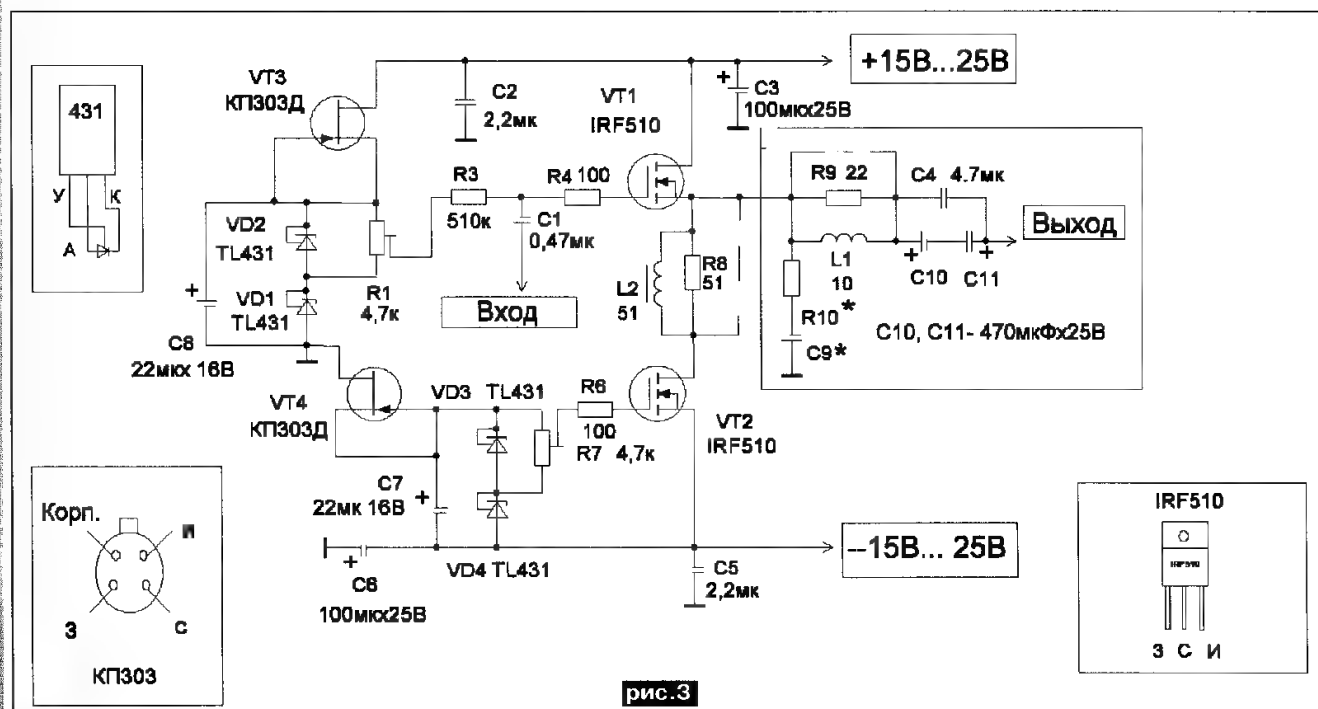 431
У
К
А
VT3
КП303Д
C2
2,2мк
VT1
IRF510
+
C3
100мкх25В
+15В...25В
R3
510к
R4 100
C1
0,47мк
R9 22
C4 4.7мк
Выход
VD2
TL431
VD1
TL431
R1
4,7к
Вход
L2
51
R8
51
L1
10
+
C10
C11
+
R10*
C9*
C10, C11- 470мкФх25В
+
C8
22мкх 16В
VT4
КП303Д
VD3 TL431
R6
100
R7 4,7к
VT2
IRF510
C7
22мк 16В
+
Корп.
И
З
С
КП303
+
C6
100мкх25В
VD4 TL431
C5
2,2мк
--15В... 25В
IRF510
IRF510
З С И
рис.3